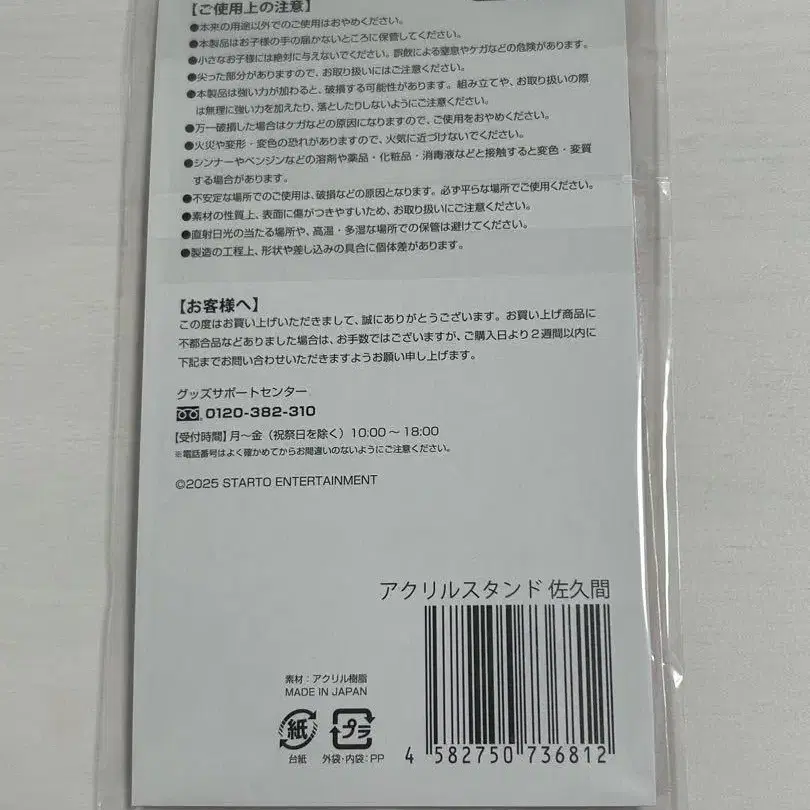 【ご使用上の注意】
●本来の用途以外でのご使用はおやめください。
●本製品はお子様の手の届かないところに保管してください。
●小さなお子様には絶対に与えないでください。誤飲による窒息やケガなどの危険があります。
●尖った部分がありますので、お取り扱いにはご注意ください。
●本製品は強い力が加わると、破損する可能性があります。組み立てや、お取り扱いの際
は無理に強い力を加えたり、落としたりしないようにご注意ください。
●万一破損した場合はケガなどの原因になりますので、ご使用をおやめください。
●火災や変形・変色の恐れがありますので、火気に近づけないでください。
●シンナーやベンジンなどの溶剤や薬品・化粧品・消毒液などと接触すると変色・変質
する場合があります。
●不安定な場所でのご使用は、破損などの原因となります。必ず平らな場所でご使用ください。
●素材の性質上、表面に傷がつきやすいため、お取り扱いにご注意ください。
●直射日光の当たる場所や、高温・多湿な場所での保管は避けてください。
●製造の工程上、形状や差し込みの具合に個体差があります。
【お客様へ】
この度はお買い上げいただきまして、誠にありがとうございます。お買い上げ商品に
不都合品などありました場合は、お手数ではございますが、ご購入日より2週間以内に
下記までお問い合わせいただきますようお願い申し上げます。
グッズサポートセンター
0120-382-310
【受付時間】月～金（祝祭日を除く）10:00～18:00
※電話番号はよく確かめてからお間違いのないようにご注意ください。
©2025 STARTO ENTERTAINMENT
アクリルスタンド 佐久間
素材：アクリル樹脂
MADE IN JAPAN
紙
プラ
台紙
外袋・内袋：PP
4 582750 736812